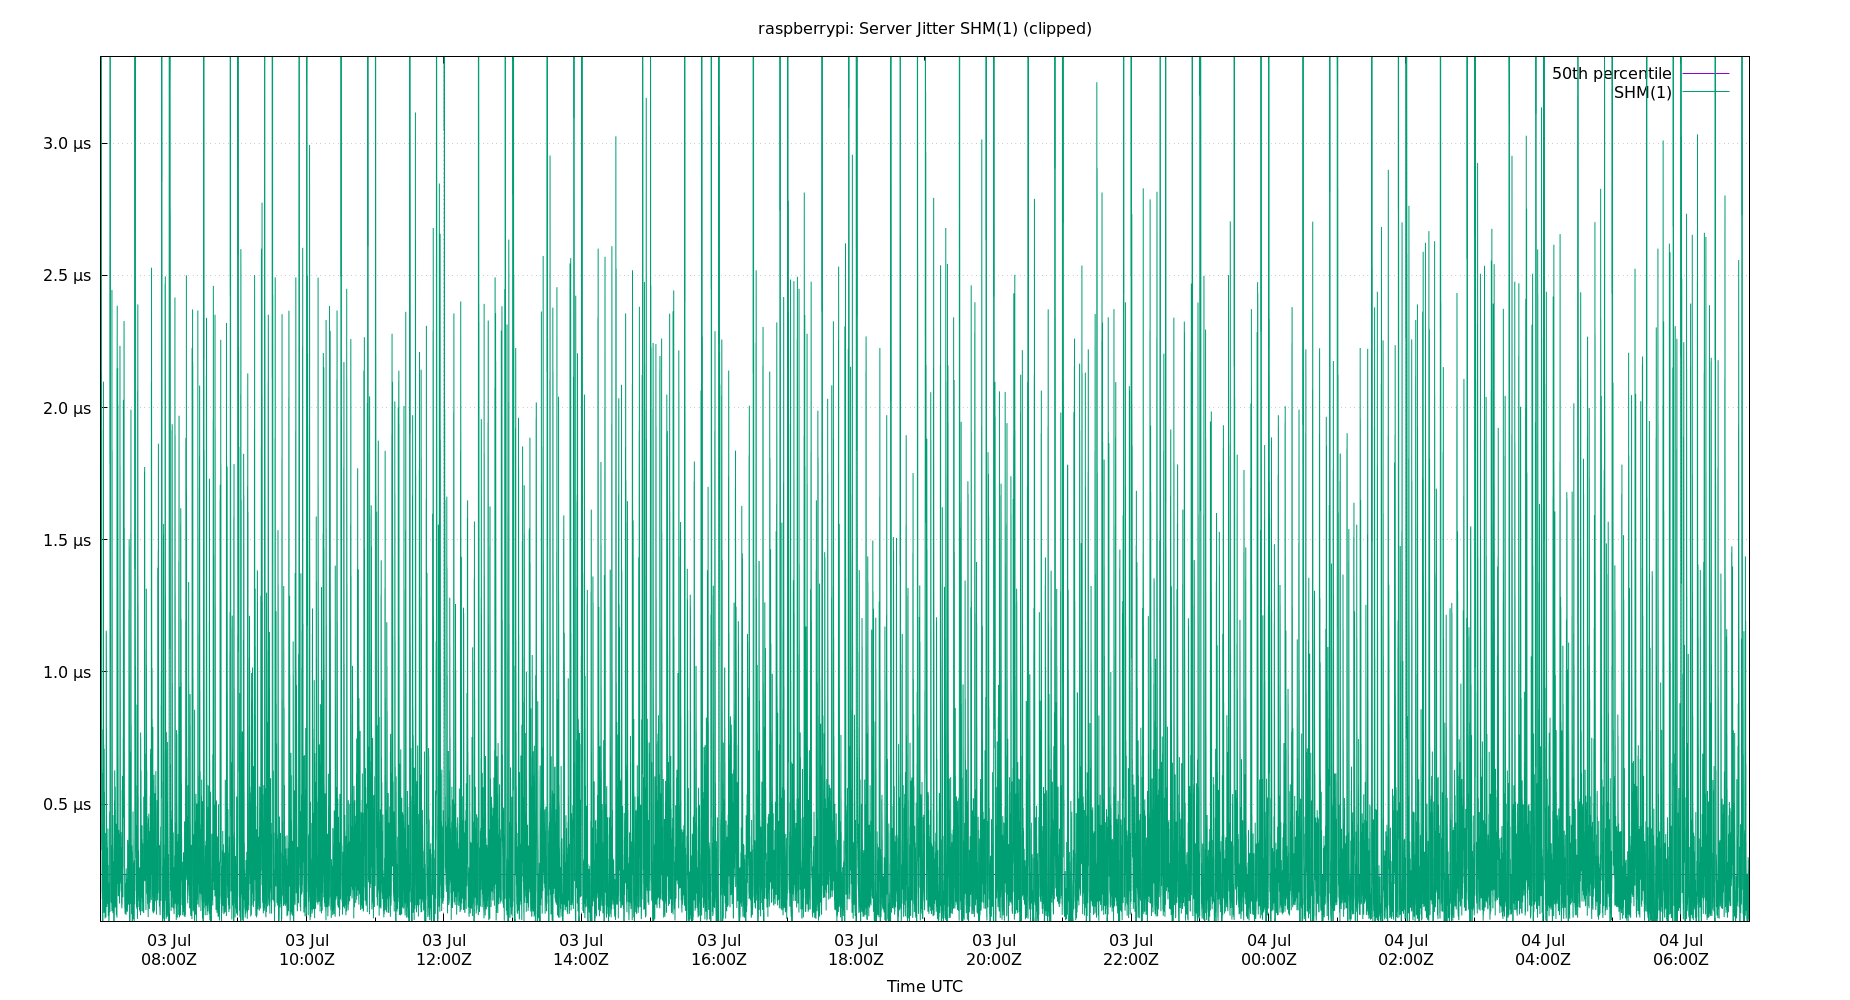 raspberrypi: Server Jitter SHM(1) (clipped)
50th percentile
SHM(1)
3.0 µs
2.5 µs
2.0 µs
1.5 µs
1.0 µs
0.5 µs
03 Jul 03 Jul 03 Jul 03 Jul 03 Jul 03 Jul 03 Jul 03 Jul 04 Jul 04 Jul 04 Jul 04 Jul
08:00Z 10:00Z 12:00Z 14:00Z 16:00Z 18:00Z 20:00Z 22:00Z 00:00Z 02:00Z 04:00Z 06:00Z
Time UTC